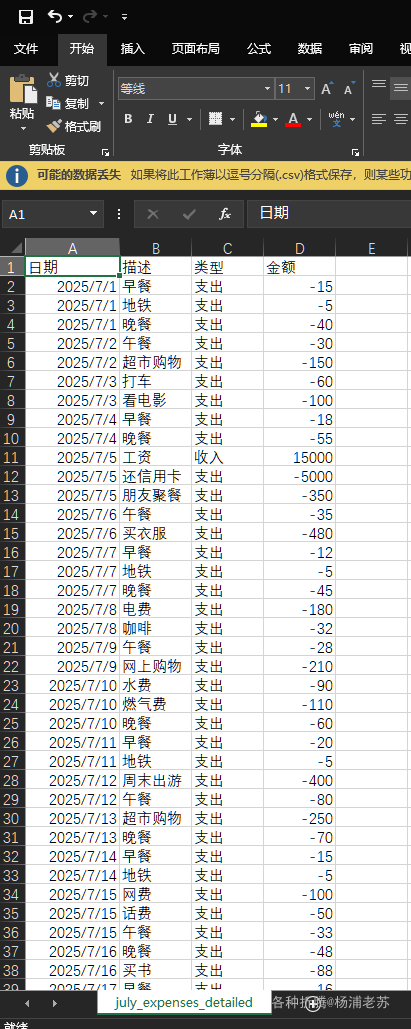 文件 开始 插入 页面布局 公式 数据 审阅
剪切
复制
格式刷
粘贴
剪贴板
等线 11
A A
B I U A wén
字体
可能的数据丢失 如果将此工作薄以逗号分隔(.csv)格式保存，则某些功
A1 fx 日期
A B C D E
1 日期 描述 类型 金额
2 2025/7/1 早餐 支出 -15
3 2025/7/1 地铁 支出 -5
4 2025/7/1 晚餐 支出 -40
5 2025/7/2 午餐 支出 -30
6 2025/7/2 超市购物 支出 -150
7 2025/7/3 打车 支出 -60
8 2025/7/3 看电影 支出 -100
9 2025/7/4 早餐 支出 -18
10 2025/7/4 晚餐 支出 -55
11 2025/7/5 工资 收入 15000
12 2025/7/5 还信用卡 支出 -5000
13 2025/7/5 朋友聚餐 支出 -350
14 2025/7/6 午餐 支出 -35
15 2025/7/6 买衣服 支出 -480
16 2025/7/7 早餐 支出 -12
17 2025/7/7 地铁 支出 -5
18 2025/7/7 晚餐 支出 -45
19 2025/7/8 电费 支出 -180
20 2025/7/8 咖啡 支出 -32
21 2025/7/9 午餐 支出 -28
22 2025/7/9 网上购物 支出 -210
23 2025/7/10 水费 支出 -90
24 2025/7/10 燃气费 支出 -110
25 2025/7/10 晚餐 支出 -60
26 2025/7/11 早餐 支出 -20
27 2025/7/11 地铁 支出 -5
28 2025/7/12 周末出游 支出 -400
29 2025/7/12 午餐 支出 -80
30 2025/7/13 超市购物 支出 -250
31 2025/7/13 晚餐 支出 -70
32 2025/7/14 早餐 支出 -15
33 2025/7/14 地铁 支出 -5
34 2025/7/15 网费 支出 -100
35 2025/7/15 话费 支出 -50
36 2025/7/15 午餐 支出 -33
37 2025/7/16 晚餐 支出 -48
38 2025/7/16 买书 支出 -88
39 2025/7/17 早餐 支出 -16
july_expenses_detailed 各种折腾@杨浦老苏
就绪